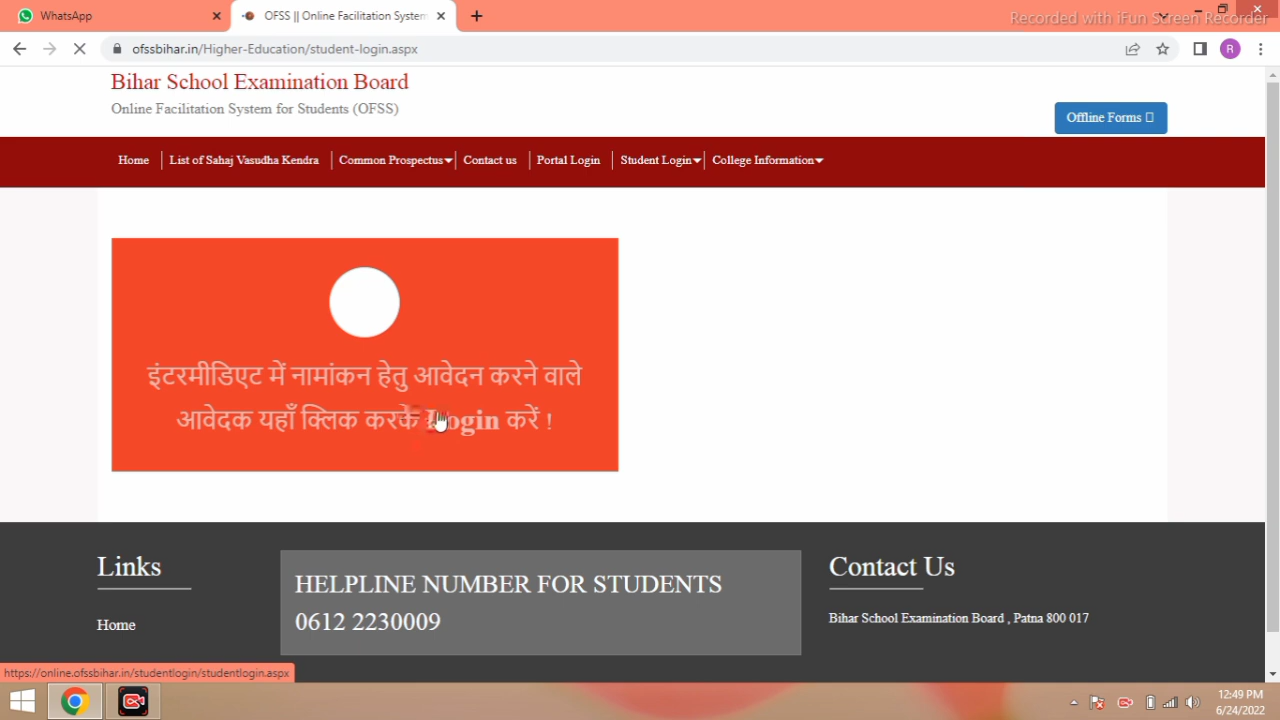 WhatsApp
OFSS || Online Facilitation System
Recorded with iFun Screen Recorder
ofssbihar.in/Higher-Education/student-login.aspx
R
Bihar School Examination Board
Online Facilitation System for Students (OFSS)
Offline Forms
Home
List of Sahaj Vasudha Kendra
Common Prospectus
Contact us
Portal Login
Student Login
College Information
इंटरमीडिएट में नामांकन हेतु आवेदन करने वाले
आवेदक यहाँ क्लिक करके Login करें !
Links
HELPLINE NUMBER FOR STUDENTS
0612 2230009
Contact Us
Home
Bihar School Examination Board , Patna 800 017
https://online.ofssbihar.in/studentlogin/studentlogin.aspx
12:49 PM
6/24/2022